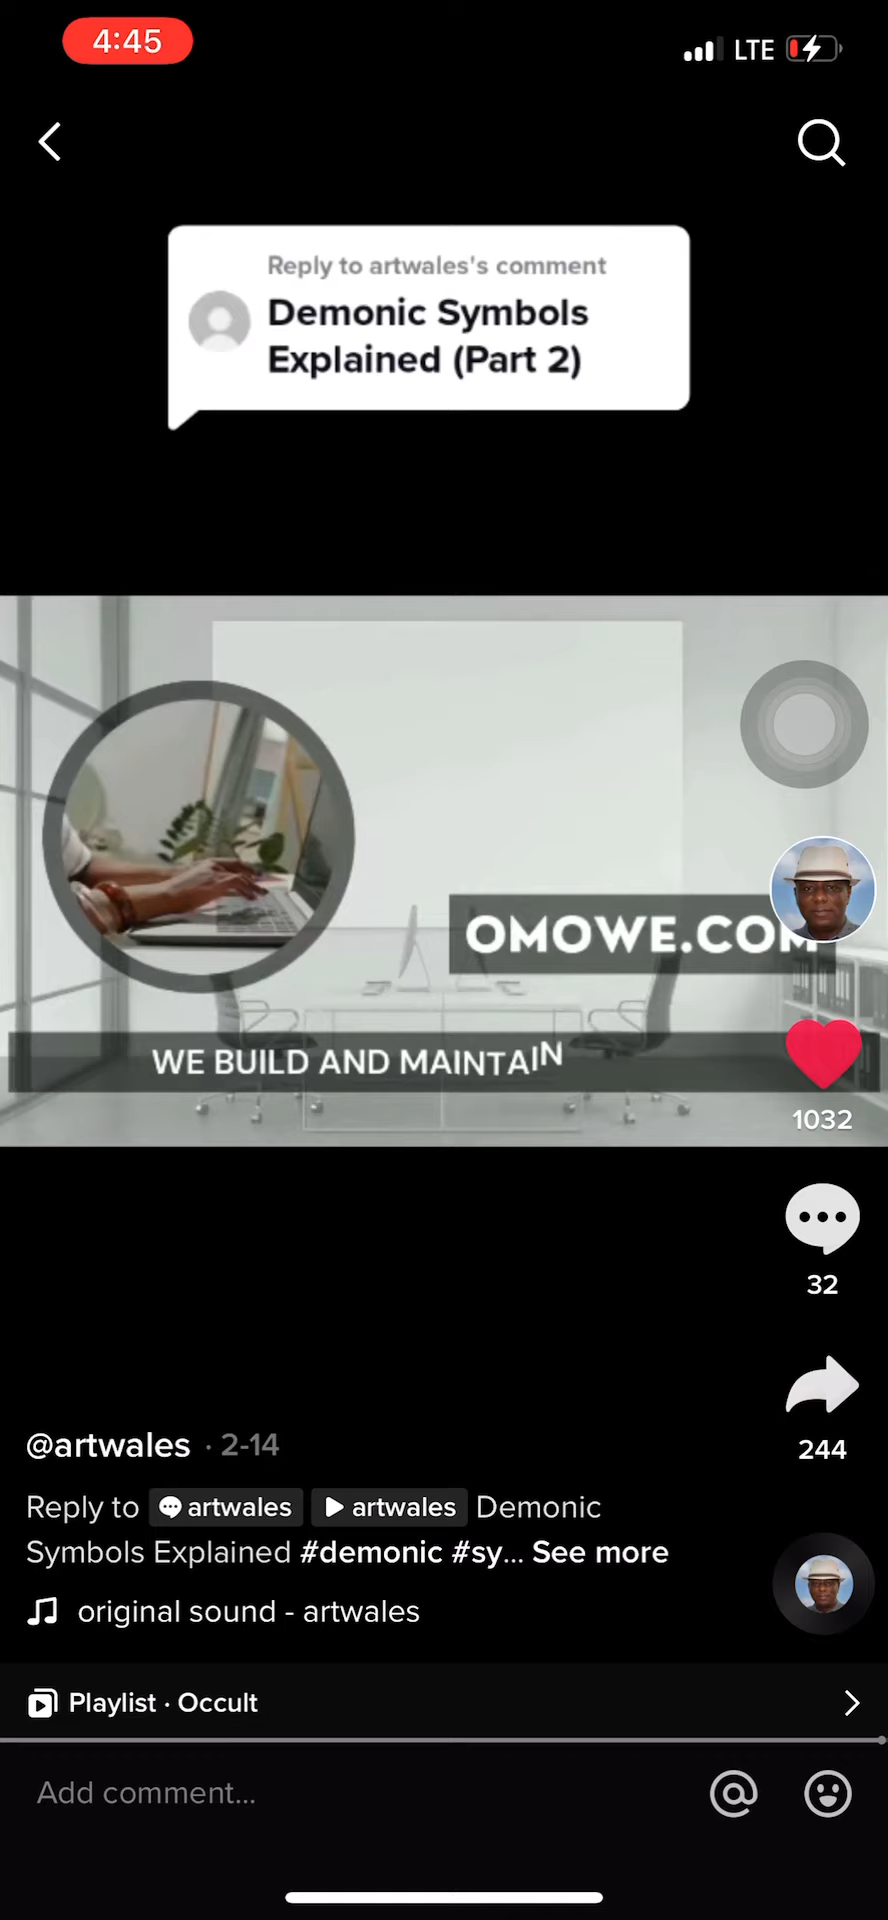 4:45
LTE
Reply to artwales's comment
Demonic Symbols
Explained (Part 2)
OMOWE.COM
WE BUILD AND MAINTAIN
1032
32
244
@artwales · 2-14
Reply to artwales artwales Demonic
Symbols Explained #demonic #sy... See more
original sound - artwales
Playlist · Occult
Add comment...